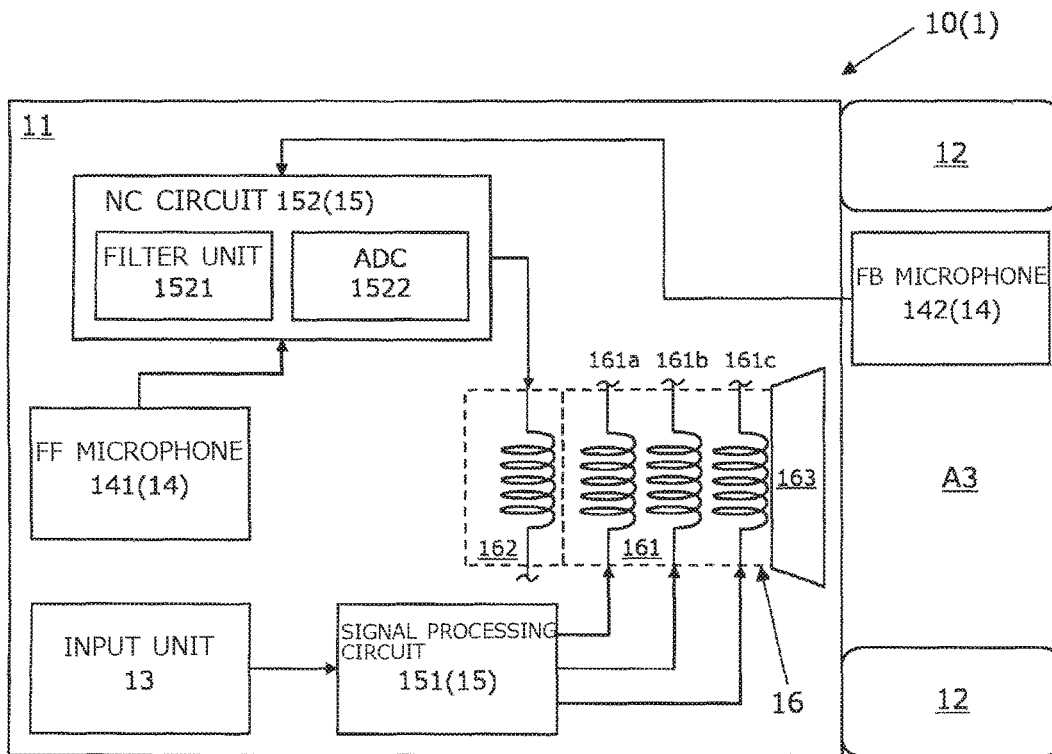 10(1)
11
12
NC CIRCUIT 152(15)
FILTER UNIT
1521
ADC
1522
FB MICROPHONE
142(14)
161a
161b
161c
FF MICROPHONE
141(14)
163
A3
162
161
INPUT UNIT
13
SIGNAL PROCESSING
CIRCUIT
151(15)
16
12